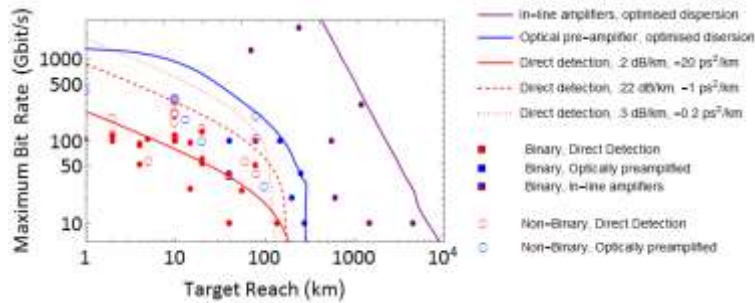 Maximum Bit Rate (Gbit/s)
1000
500
100
50
10
1
10
100
1000
10⁴
Target Reach (km)
In-line amplifiers, optimised dispersion
Optical pre-amplifier, optimised disersion
Direct detection, .2 dB/km, -20 ps²/km
Direct detection, .22 dB/km, -1 ps²/km
Direct detection, .3 dB/km, -0.2 ps²/km
Binary, Direct Detection
Binary, Optically preamplified
Binary, In-line amplifiers
Non-Binary, Direct Detection
Non-Binary, Optically preamplified